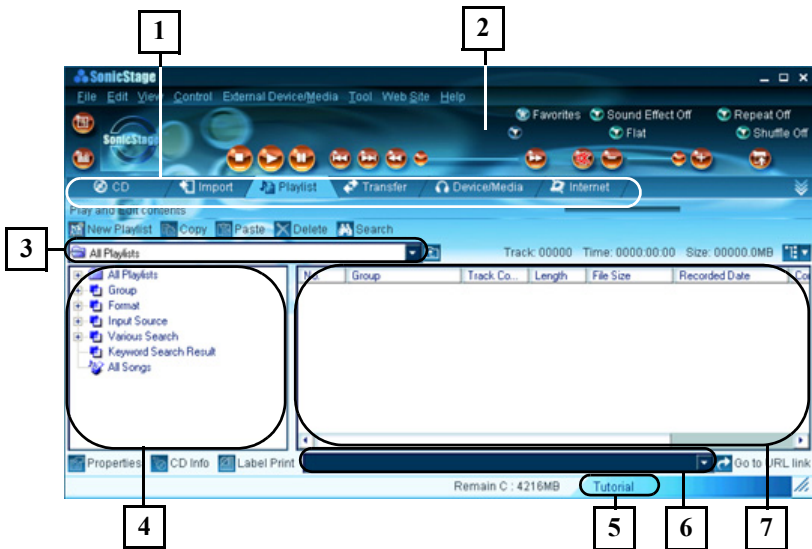 1
2
SonicStage
File Edit View Control External Device/Media Tool Web Site Help
Favorites Sound Effect Off Repeat Off
Flat Shuffle Off
SonicStage
CD Import Playlist Transfer Device/Media Internet
Play and Edit contents
New Playlist Copy Paste Delete Search
3
All Playlists Track: 00000 Time: 0000:00:00 Size: 00000.0MB
No. Group Track Co... Length File Size Recorded Date Co
All Playlists
Group
Format
Input Source
Various Search
Keyword Search Result
All Songs
Properties CD Info Label Print Go to URL link
Remain C : 4216MB Tutorial
4
5
6
7